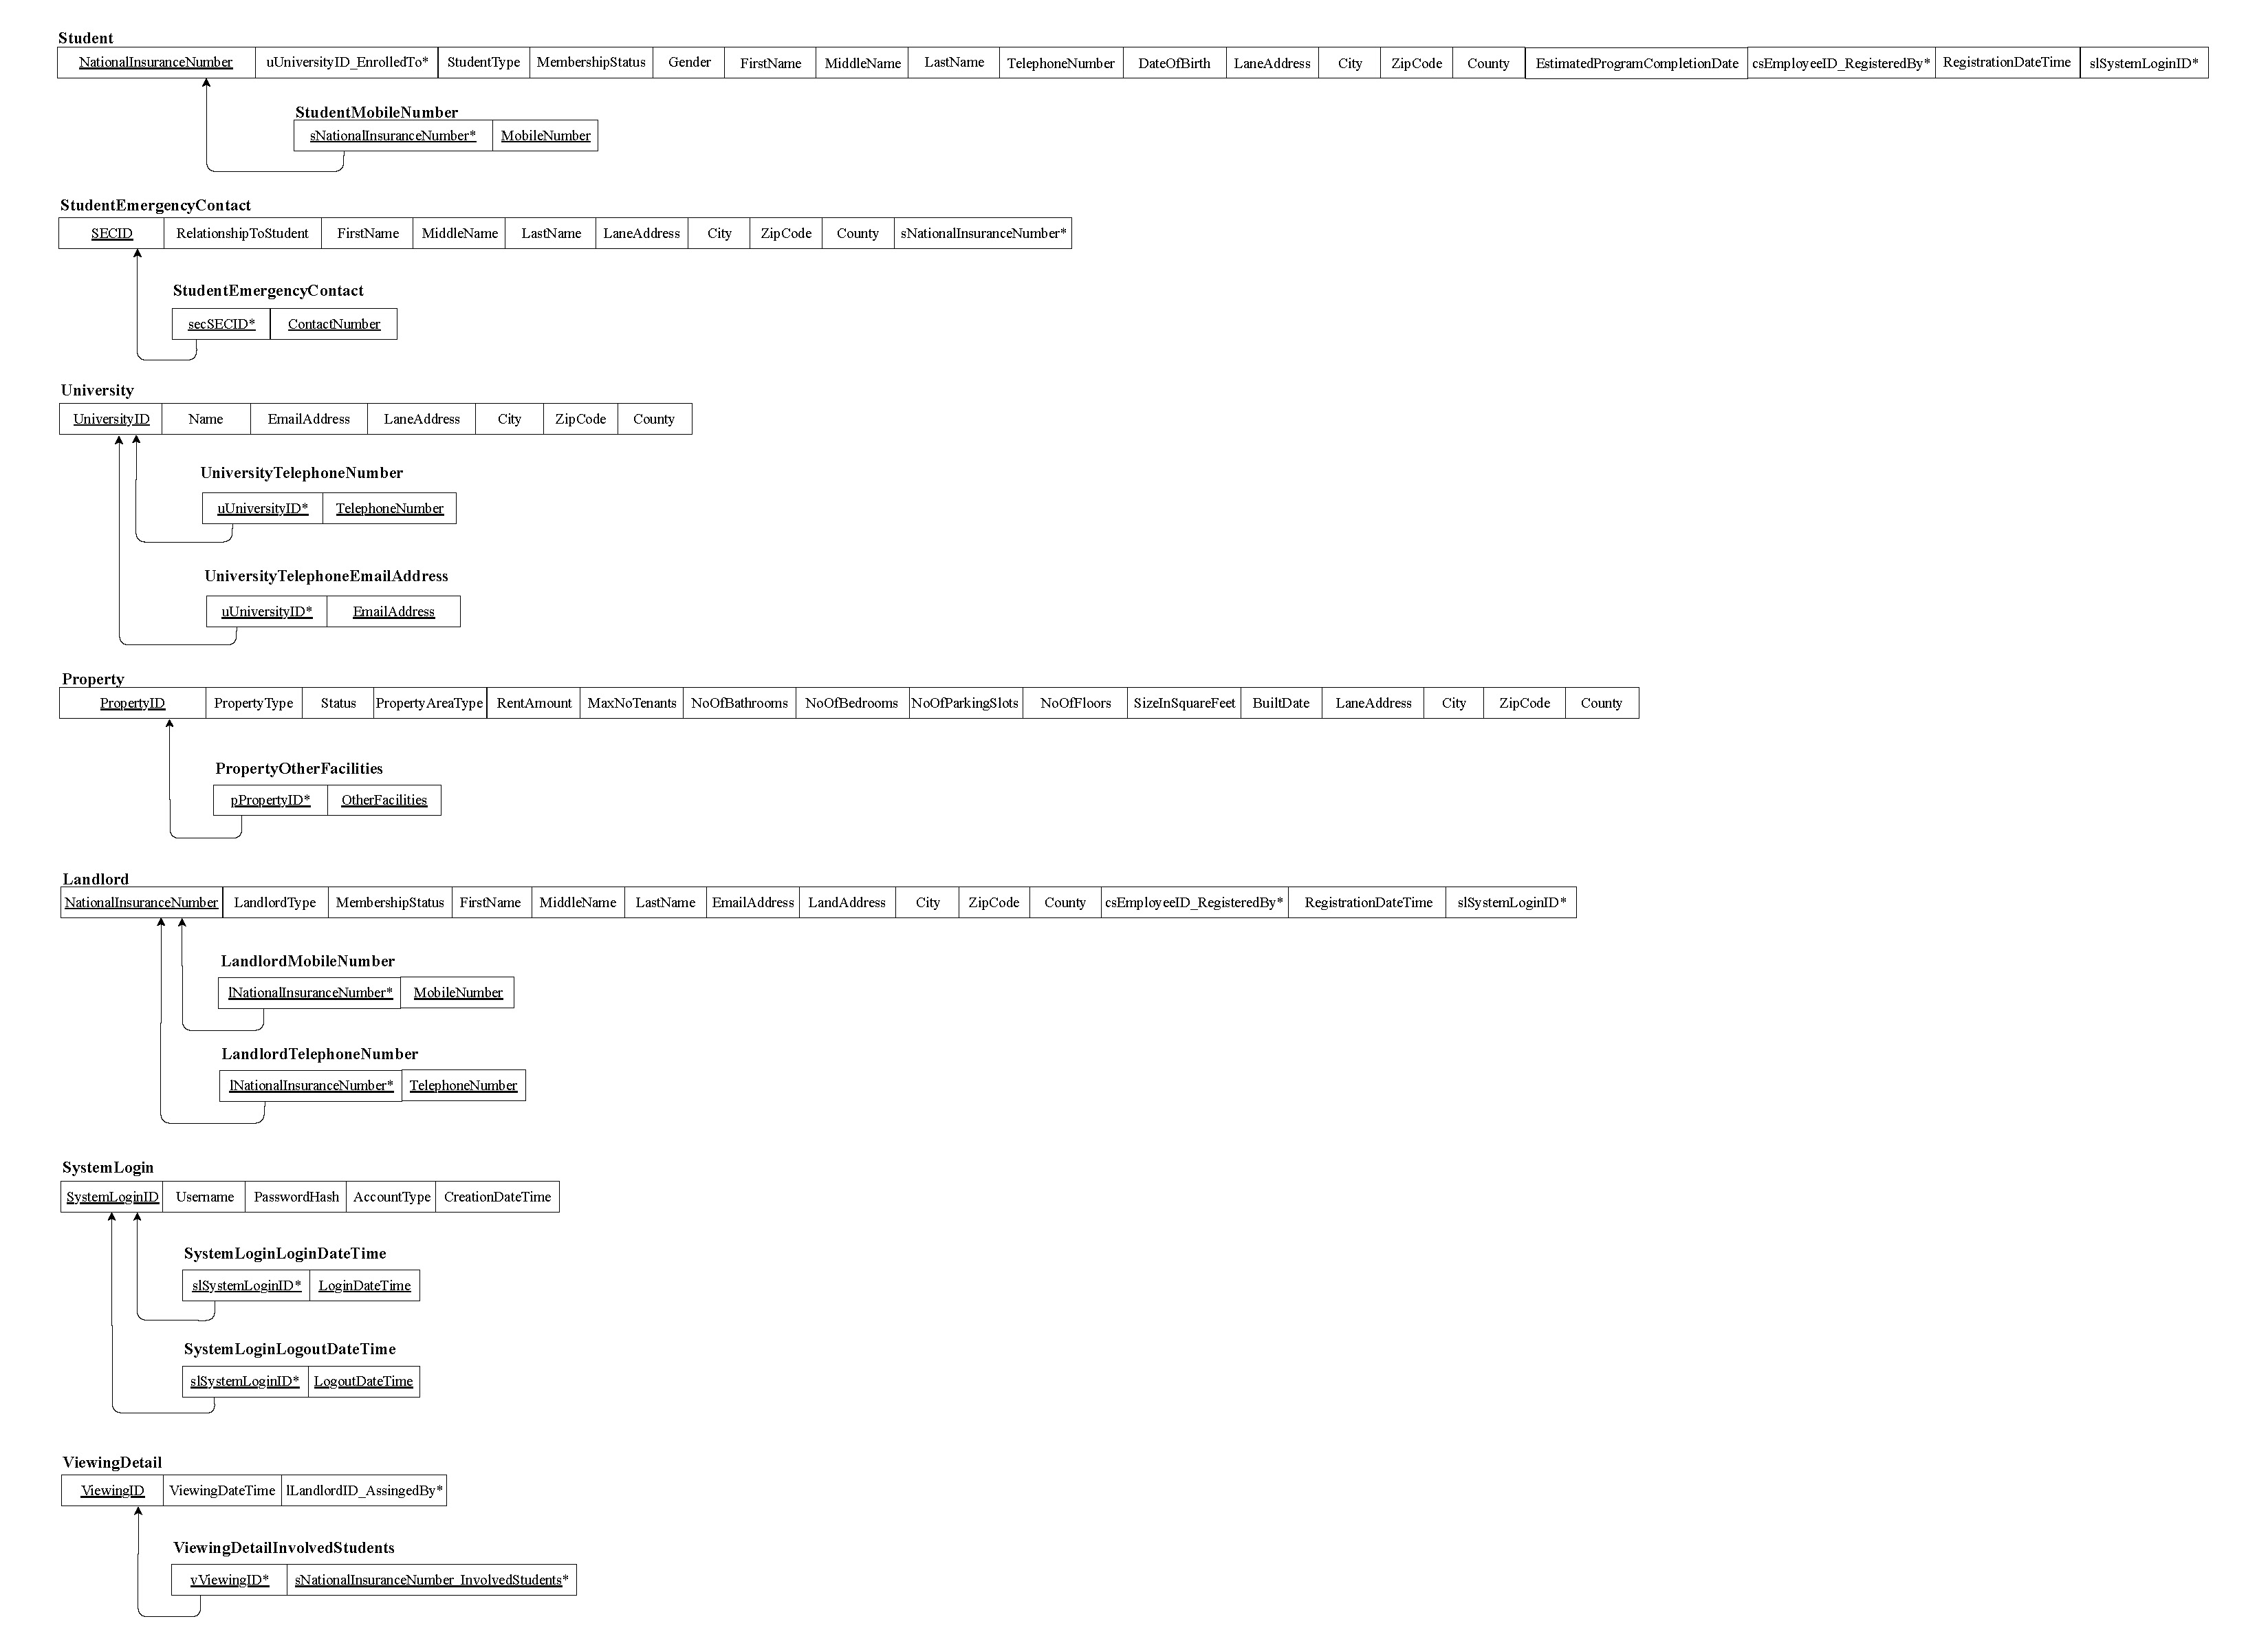 Student
NationalInsuranceNumber uUniversityID_EnrolledTo* StudentType MembershipStatus Gender FirstName MiddleName LastName TelephoneNumber DateOfBirth LaneAddress City ZipCode County EstimatedProgramCompletionDate csEmployeeID_RegisteredBy* RegistrationDateTime slSystemLoginID*
StudentMobileNumber
sNationalInsuranceNumber* MobileNumber
StudentEmergencyContact
SECID RelationshipToStudent FirstName MiddleName LastName LaneAddress City ZipCode County sNationalInsuranceNumber*
StudentEmergencyContact
secSECID* ContactNumber
University
UniversityID Name EmailAddress LaneAddress City ZipCode County
UniversityTelephoneNumber
uUniversityID* TelephoneNumber
UniversityTelephoneEmailAddress
uUniversityID* EmailAddress
Property
PropertyID PropertyType Status PropertyAreaType RentAmount MaxNoTenants NoOfBathrooms NoOfBedrooms NoOfParkingSlots NoOfFloors SizeInSquareFeet BuiltDate LaneAddress City ZipCode County
PropertyOtherFacilities
pPropertyID* OtherFacilities
Landlord
NationalInsuranceNumber LandlordType MembershipStatus FirstName MiddleName LastName EmailAddress LandAddress City ZipCode County csEmployeeID_RegisteredBy* RegistrationDateTime slSystemLoginID*
LandlordMobileNumber
lNationalInsuranceNumber* MobileNumber
LandlordTelephoneNumber
lNationalInsuranceNumber* TelephoneNumber
SystemLogin
SystemLoginID Username PasswordHash AccountType CreationDateTime
SystemLoginLoginDateTime
slSystemLoginID* LoginDateTime
SystemLoginLogoutDateTime
slSystemLoginID* LogoutDateTime
ViewingDetail
ViewingID ViewingDateTime lLandlordID_AssingedBy*
ViewingDetailInvolvedStudents
vViewingID* sNationalInsuranceNumber_InvolvedStudents*